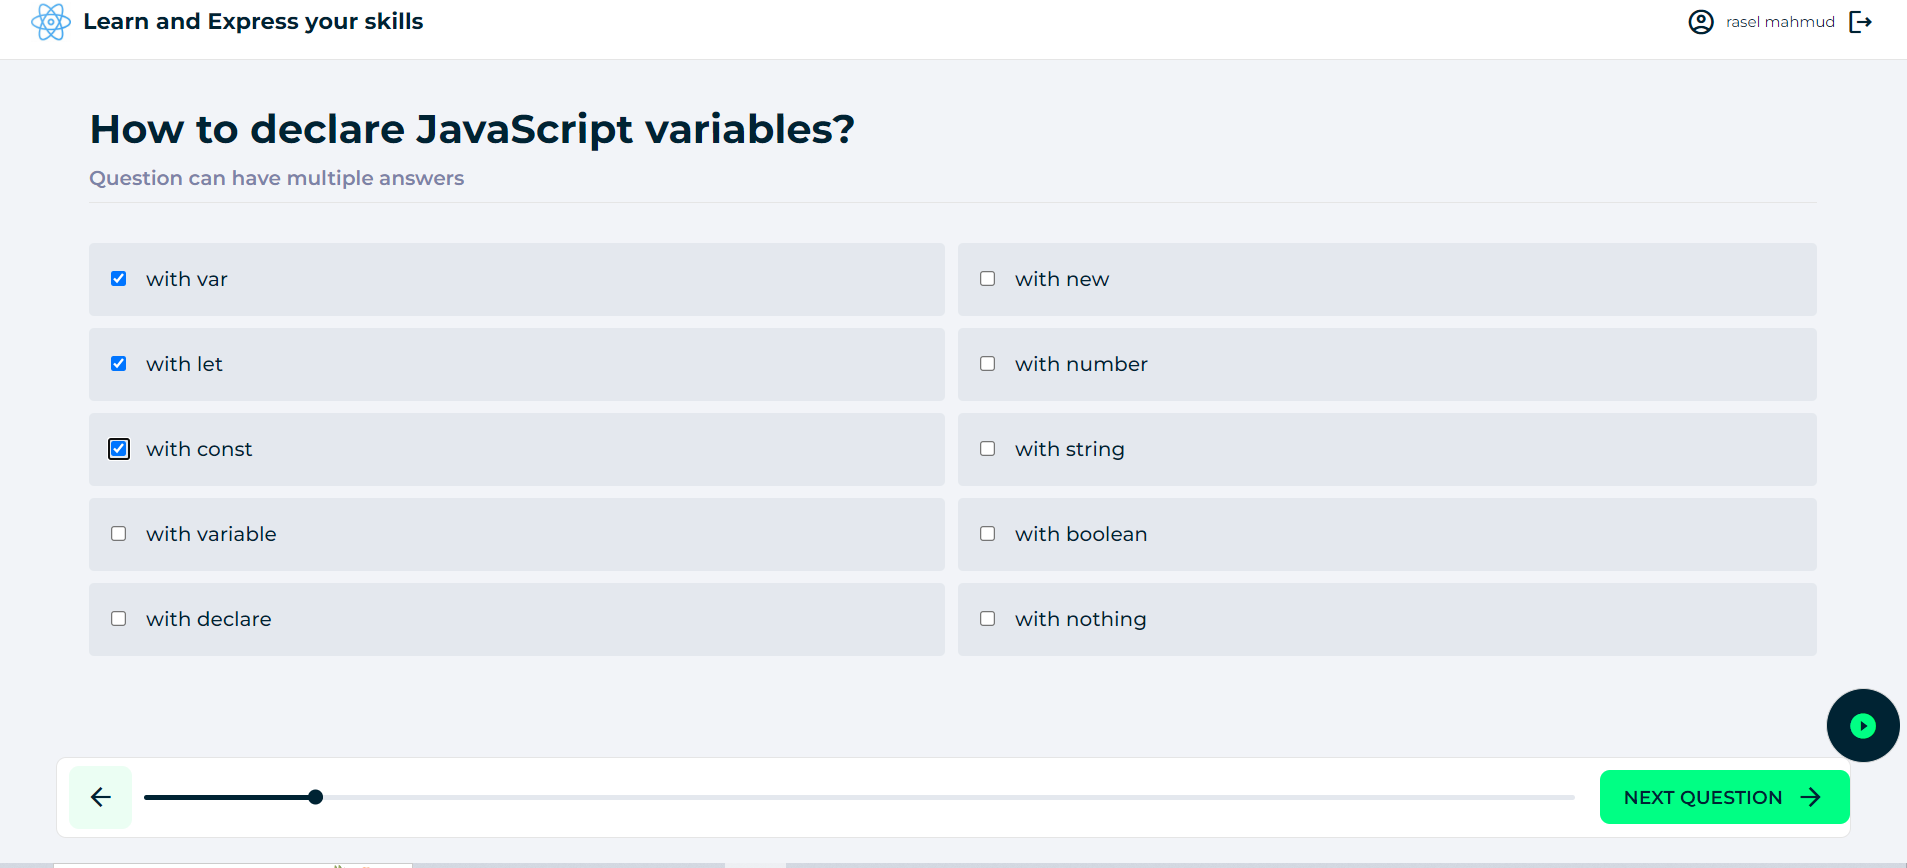 Learn and Express your skills
rasel mahmud
How to declare JavaScript variables?
Question can have multiple answers
with var
with new
with let
with number
with const
with string
with variable
with boolean
with declare
with nothing
NEXT QUESTION